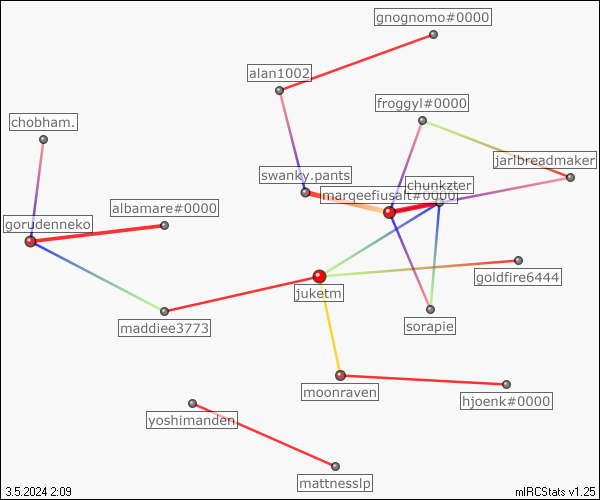 gnognomo#0000
alan1002
froggyl#0000
chobham.
jarlbreadmaker
swanky.pants
chunkzter
margeefiusalt#0000
albamare#0000
gorudenneko
goldfire6444
juketm
maddiee3773
sorapie
moonraven
hjoenk#0000
yoshimanden
mattnesslp
3.5.2024 2:09
mIRCStats v1.25